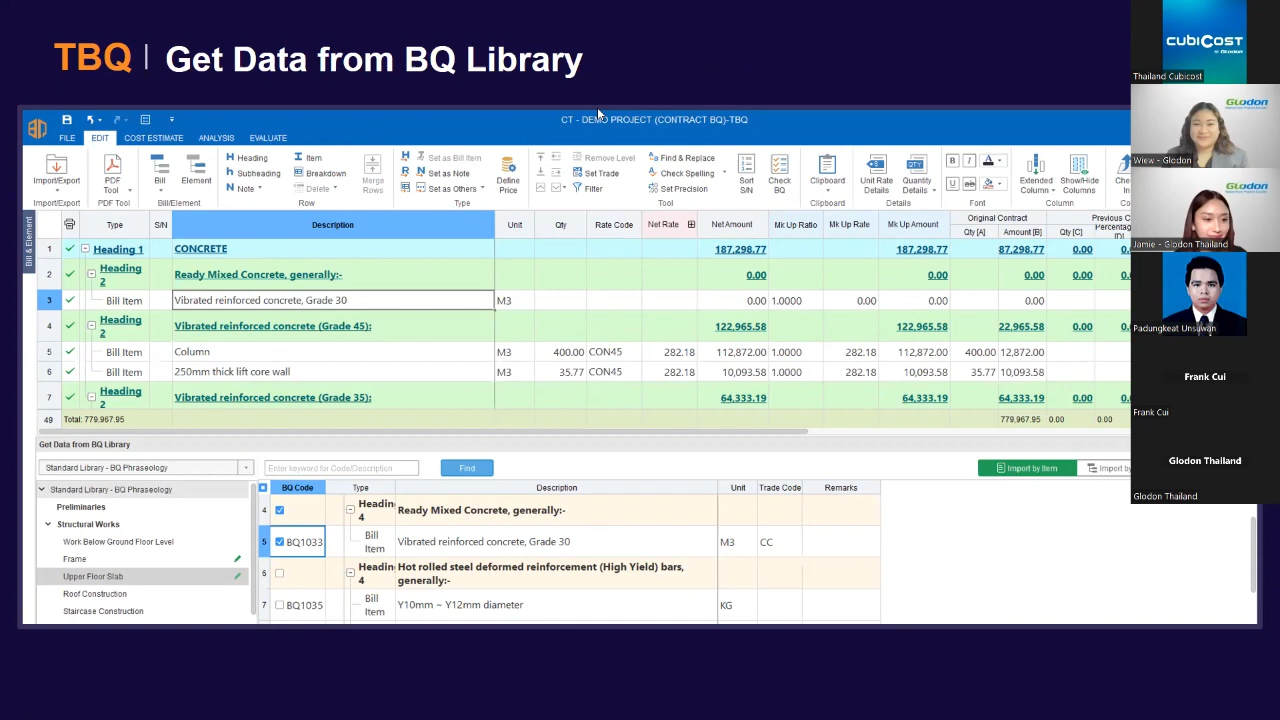 TBQ | Get Data from BQ Library
CT - DEMO PROJECT (CONTRACT BQ)-TBQ
FILE EDIT COST ESTIMATE ANALYSIS EVALUATE
Import/Export PDF Tool Bill Element Heading Subheading Note Item Breakdown Delete Merge Rows Set as Bill Item Set as Note Set as Others Define Price Remove Level Set Trade Filter Find & Replace Check Spelling Set Precision Sort S/N Check BQ Clipboard Unit Rate Details Quantity Details B I A U ab Extended Column Show/Hide Columns
Import/Export PDF Tool Bill/Element Row Type Tool Clipboard Details Font Column
Bill & Element
Type S/N Description Unit Qty Rate Code Net Rate Net Amount Mk Up Ratio Mk Up Rate Mk Up Amount Original Contract Qty [A] Amount [B] Qty [C]
1 Heading 1 CONCRETE 187,298.77 187,298.77 87,298.77 0.00
2 Heading 2 Ready Mixed Concrete, generally:- 0.00 0.00 0.00 0.00
3 Bill Item Vibrated reinforced concrete, Grade 30 M3 0.00 1.0000 0.00 0.00 0.00
4 Heading 2 Vibrated reinforced concrete (Grade 45): 122,965.58 122,965.58 22,965.58 0.00
5 Bill Item Column M3 400.00 CON45 282.18 112,872.00 1.0000 282.18 112,872.00 400.00 12,872.00
6 Bill Item 250mm thick lift core wall M3 35.77 CON45 282.18 10,093.58 1.0000 282.18 10,093.58 35.77 10,093.58
7 Heading 2 Vibrated reinforced concrete (Grade 35): 64,333.19 64,333.19 64,333.19 0.00
49 Total: 779,967.95 779,967.95 0.00 0.00
Get Data from BQ Library
Standard Library - BQ Phraseology Enter keyword for Code/Description Find Import by Item Import by
Standard Library - BQ Phraseology
Preliminaries
Structural Works
Work Below Ground Floor Level
Frame
Upper Floor Slab
Roof Construction
Staircase Construction
BQ Code Type Description Unit Trade Code Remarks
4 Heading 4 Ready Mixed Concrete, generally:-
5 BQ1033 Bill Item Vibrated reinforced concrete, Grade 30 M3 CC
6 Heading 4 Hot rolled steel deformed reinforcement (High Yield) bars, generally:-
7 BQ1035 Bill Item Y10mm ~ Y12mm diameter KG
CUBICOST
BY GLODON
Thailand Cubicost
Glodon
Wiew - Glodon
Glodon
Jamie - Glodon Thailand
Padungkeat Unsuwan
Frank Cui
Frank Cui
Glodon Thailand
Glodon Thailand